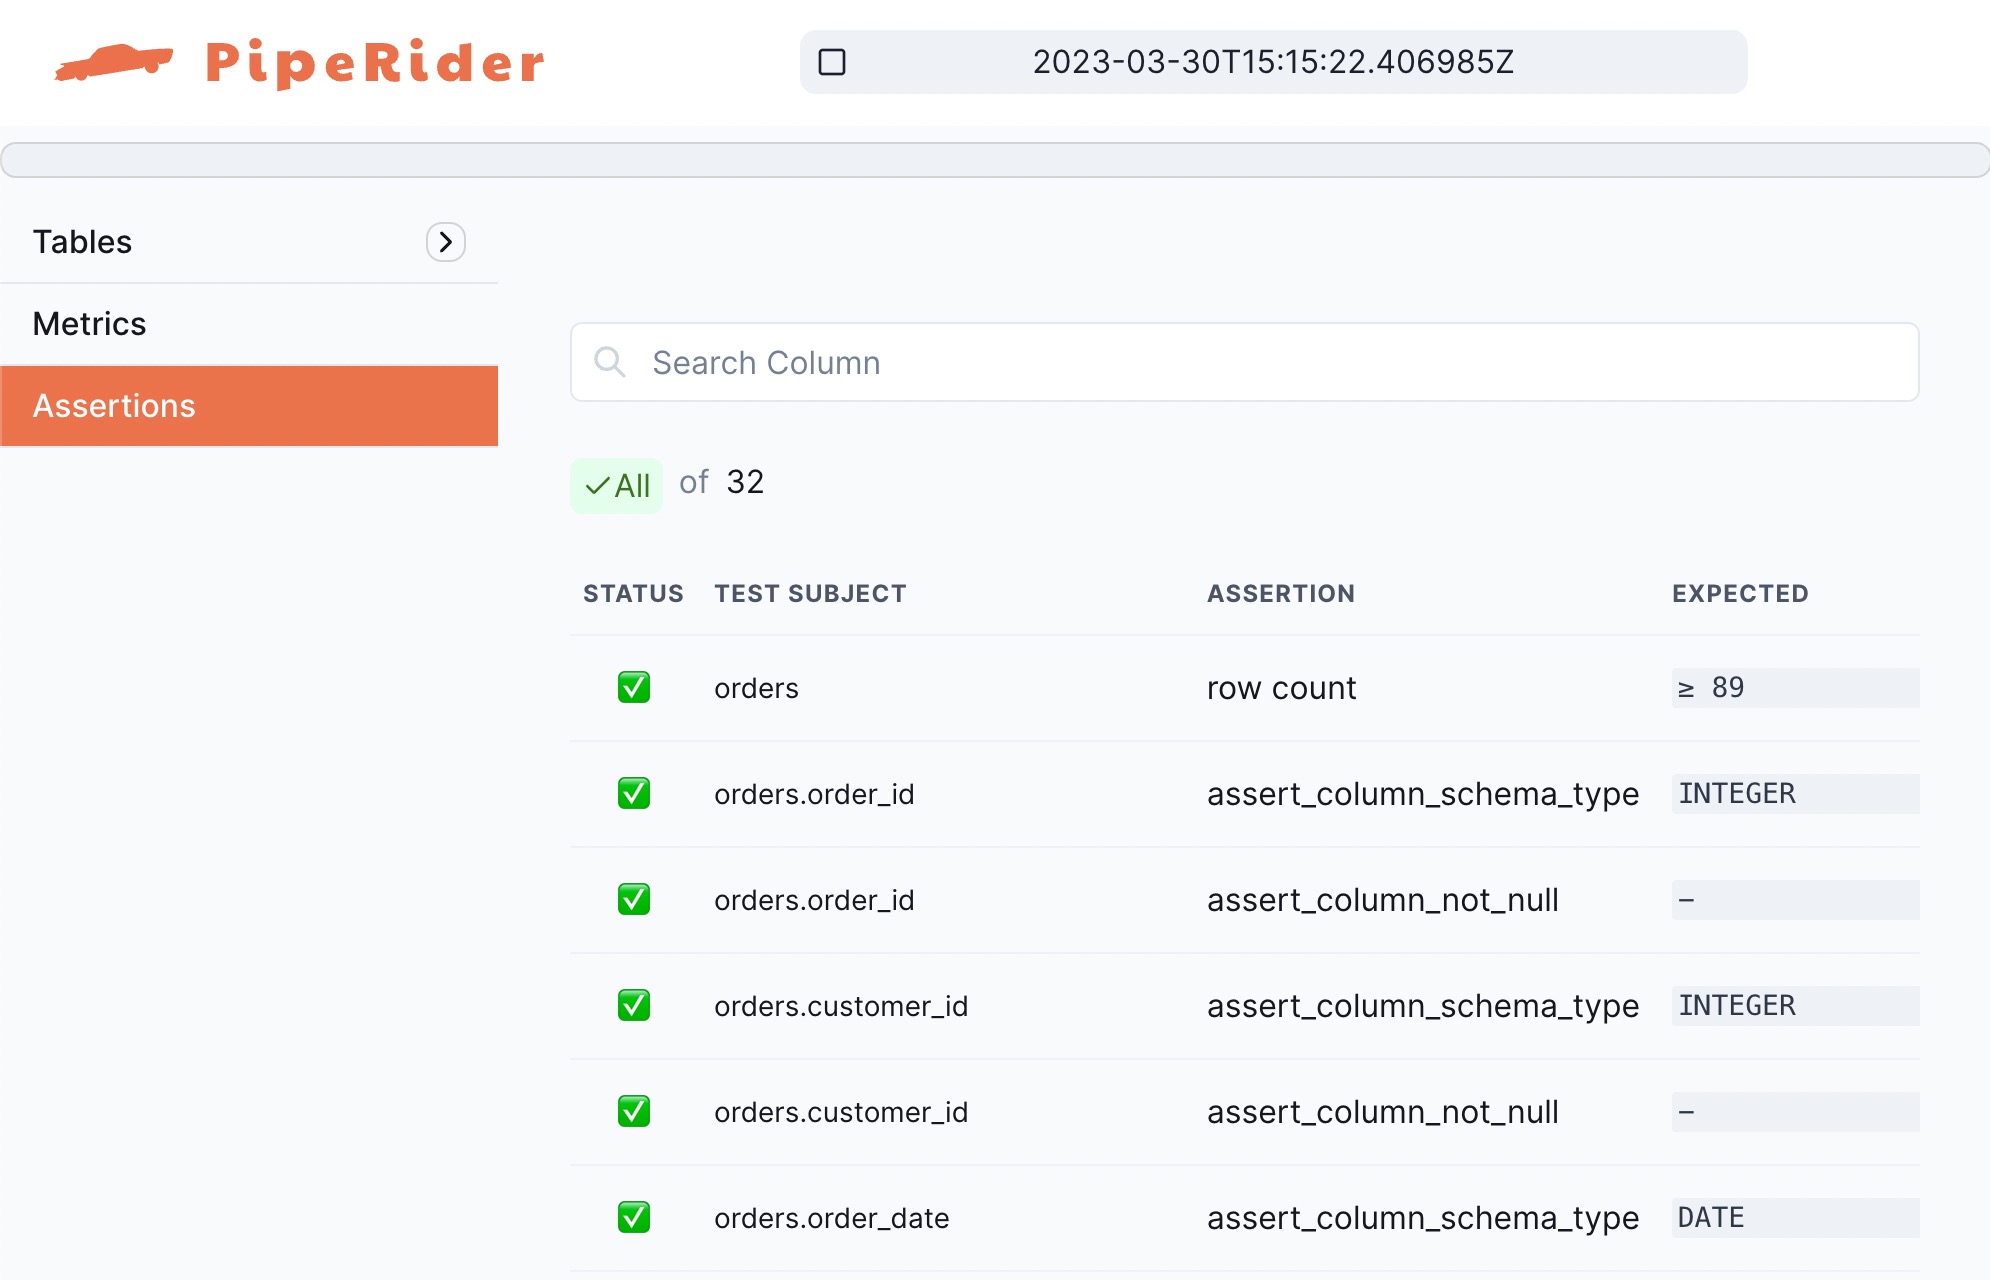 PipeRider
2023-03-30T15:15:22.406985Z
Tables
Metrics
Assertions
Search Column
All of 32
STATUS TEST SUBJECT ASSERTION EXPECTED
orders row count ≥ 89
orders.order_id assert_column_schema_type INTEGER
orders.order_id assert_column_not_null –
orders.customer_id assert_column_schema_type INTEGER
orders.customer_id assert_column_not_null –
orders.order_date assert_column_schema_type DATE